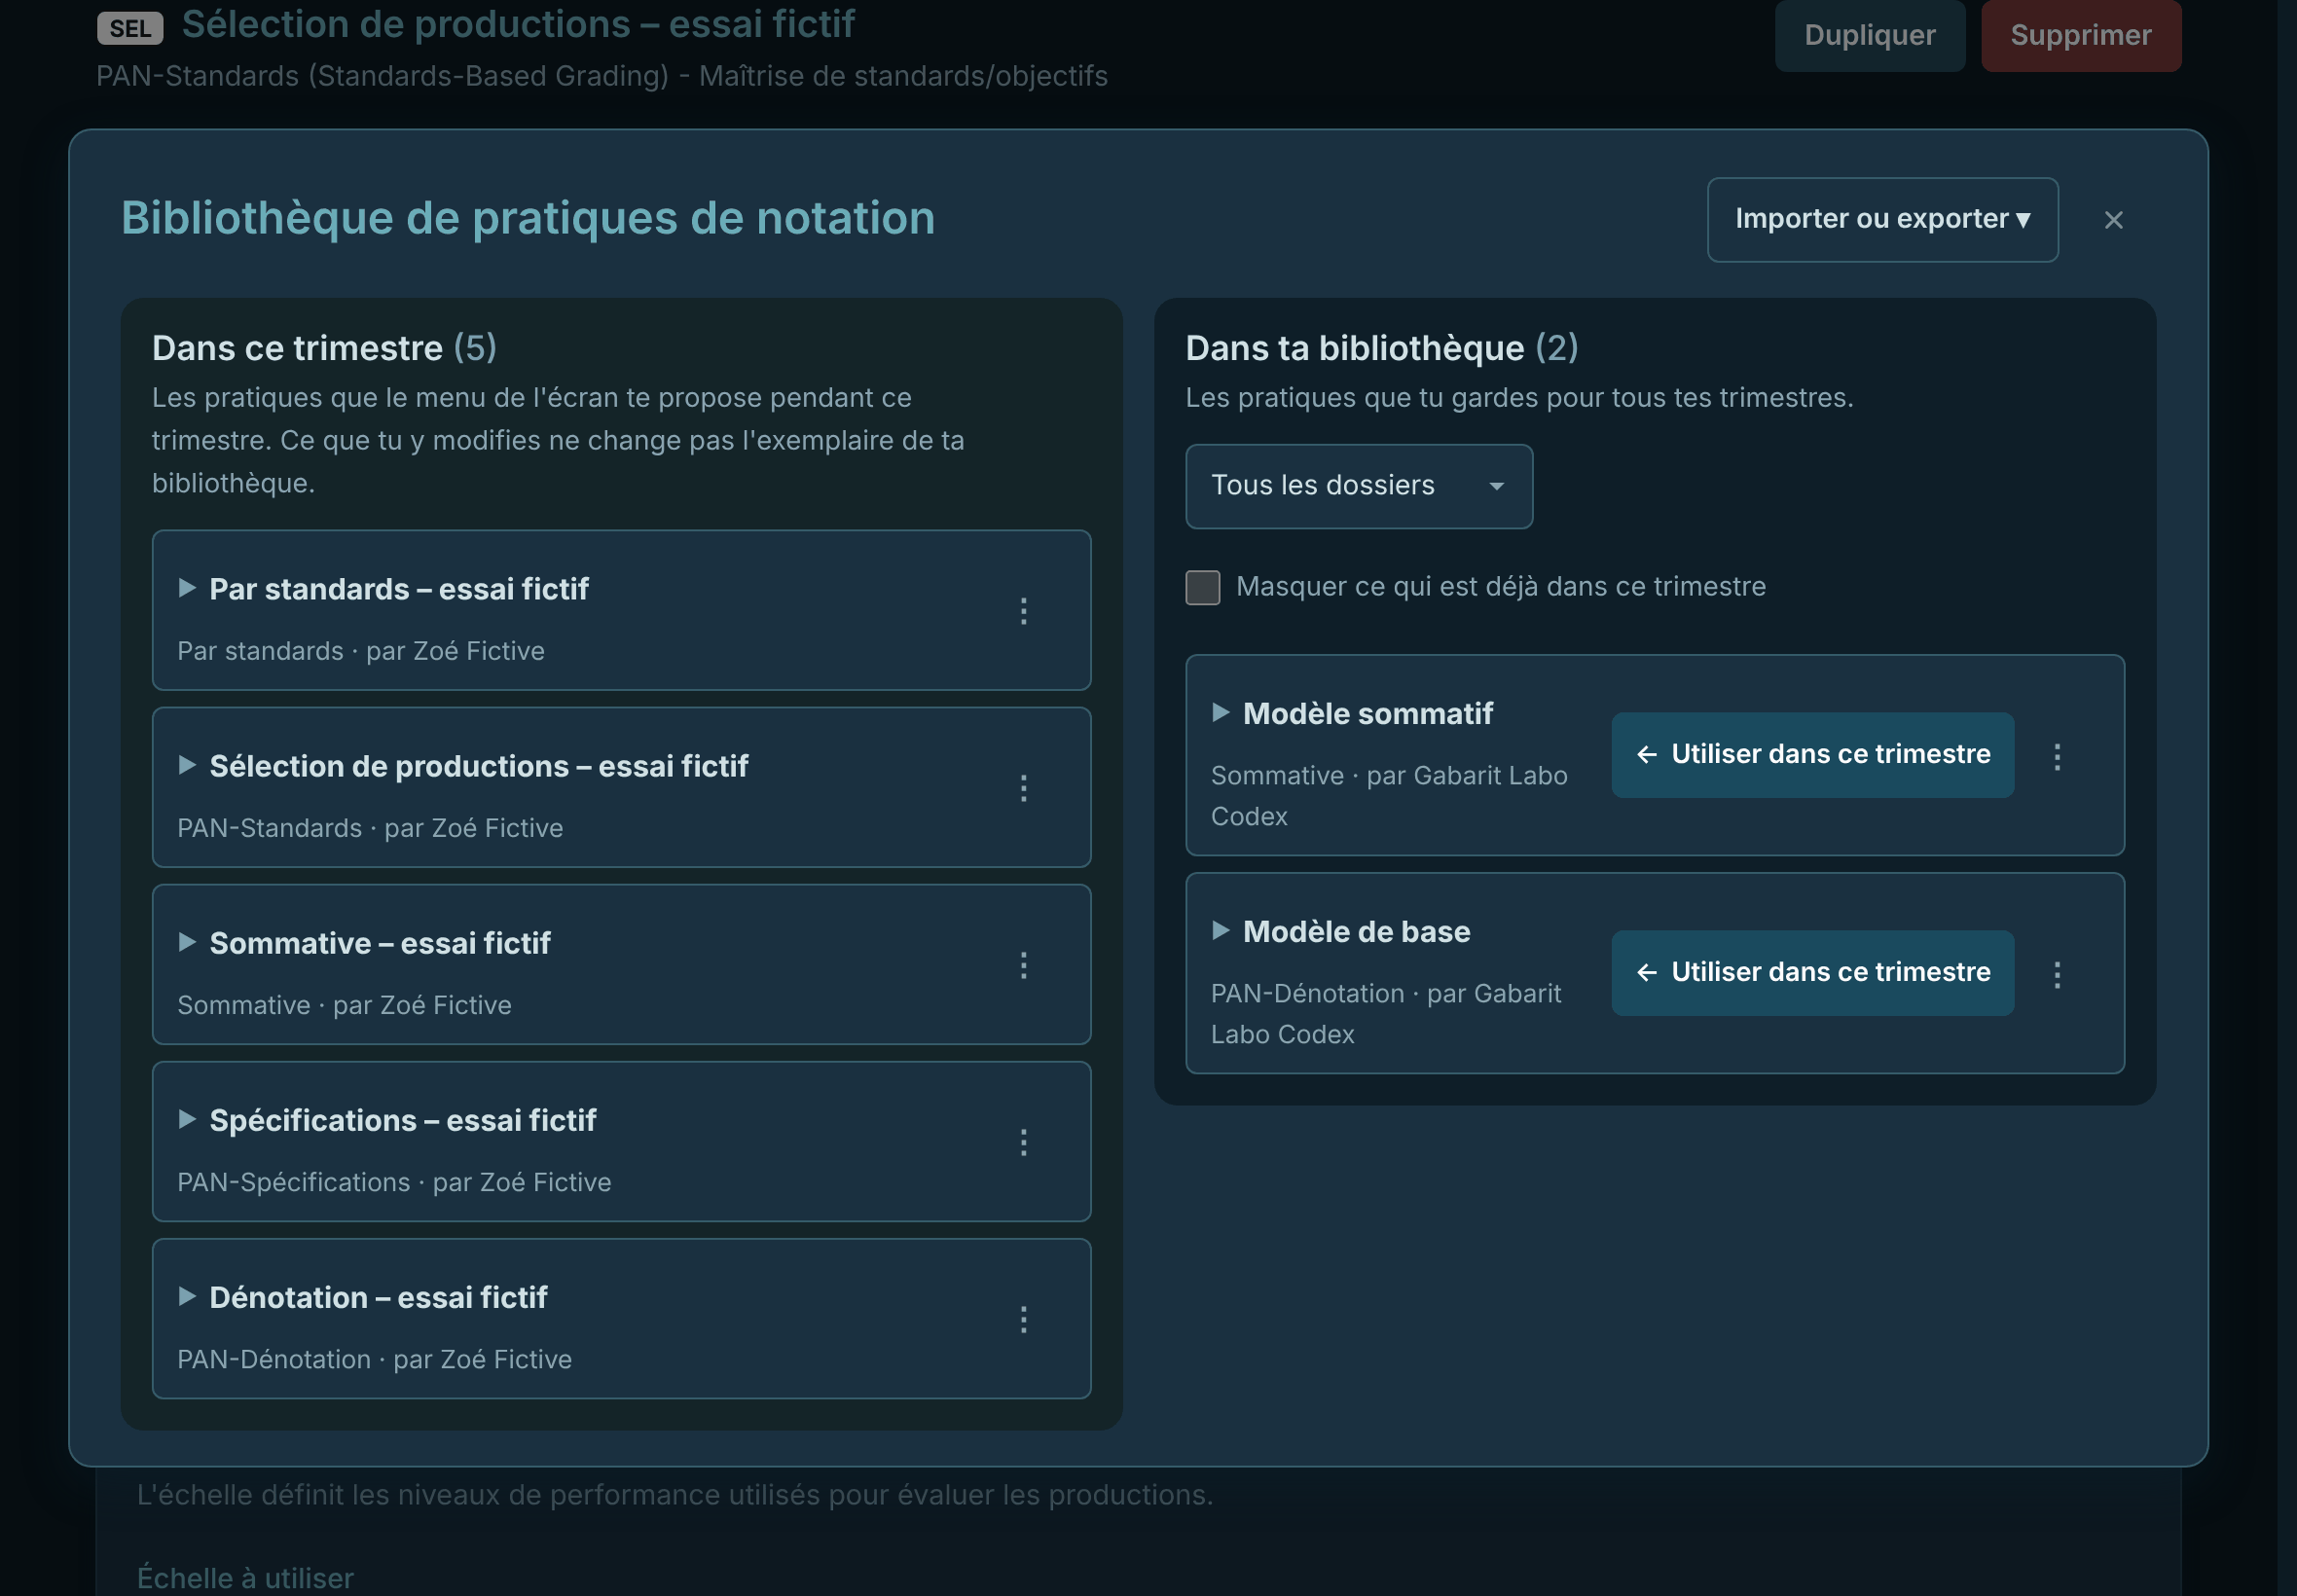 SEL Sélection de productions – essai fictif
Dupliquer
Supprimer
PAN-Standards (Standards-Based Grading) - Maîtrise de standards/objectifs
Bibliothèque de pratiques de notation
Importer ou exporter ▾
×
Dans ce trimestre (5)
Les pratiques que le menu de l'écran te propose pendant ce
trimestre. Ce que tu y modifies ne change pas l'exemplaire de ta
bibliothèque.
Par standards – essai fictif
Par standards · par Zoé Fictive
Sélection de productions – essai fictif
PAN-Standards · par Zoé Fictive
Sommative – essai fictif
Sommative · par Zoé Fictive
Spécifications – essai fictif
PAN-Spécifications · par Zoé Fictive
Dénotation – essai fictif
PAN-Dénotation · par Zoé Fictive
Dans ta bibliothèque (2)
Les pratiques que tu gardes pour tous tes trimestres.
Tous les dossiers
Masquer ce qui est déjà dans ce trimestre
Modèle sommatif
Sommative · par Gabarit Labo
Codex
← Utiliser dans ce trimestre
Modèle de base
PAN-Dénotation · par Gabarit
Labo Codex
← Utiliser dans ce trimestre
L'échelle définit les niveaux de performance utilisés pour évaluer les productions.
Échelle à utiliser